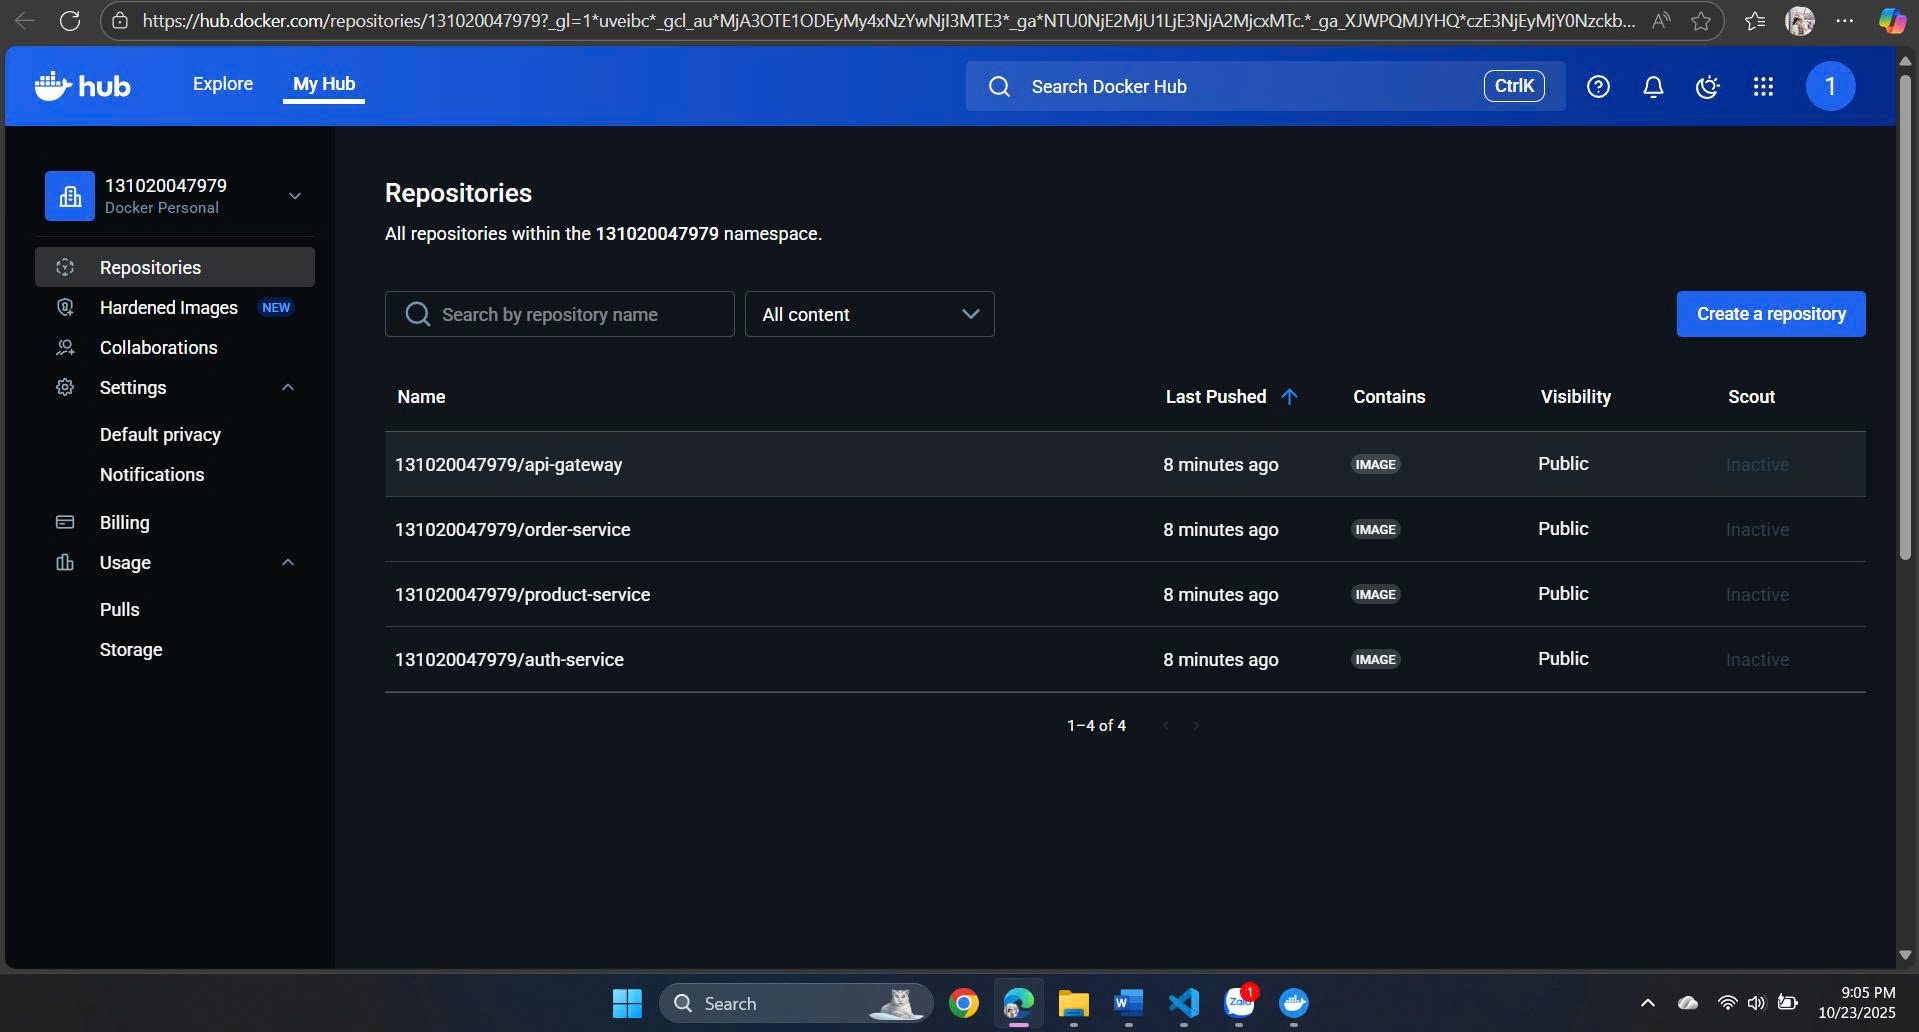 https://hub.docker.com/repositories/131020047979?_gl=1*uveibc*_gcl_au*MjA3OTE1ODEyMy4xNzYwNjI3MTE3*_ga*NTU0NjE2MjU1LjE3NjA2MjcxMTc.*_ga_XJWPQMJYHQ*czE3NjEyMjY0Nzckb...
hub
Explore
My Hub
Search Docker Hub
CtrlK
1
131020047979
Docker Personal
Repositories
Hardened Images NEW
Collaborations
Settings
Default privacy
Notifications
Billing
Usage
Pulls
Storage
Repositories
All repositories within the 131020047979 namespace.
Search by repository name
All content
Create a repository
Name Last Pushed Contains Visibility Scout
131020047979/api-gateway 8 minutes ago IMAGE Public Inactive
131020047979/order-service 8 minutes ago IMAGE Public Inactive
131020047979/product-service 8 minutes ago IMAGE Public Inactive
131020047979/auth-service 8 minutes ago IMAGE Public Inactive
1–4 of 4
Search
W
Zalo
1
9:05 PM
10/23/2025